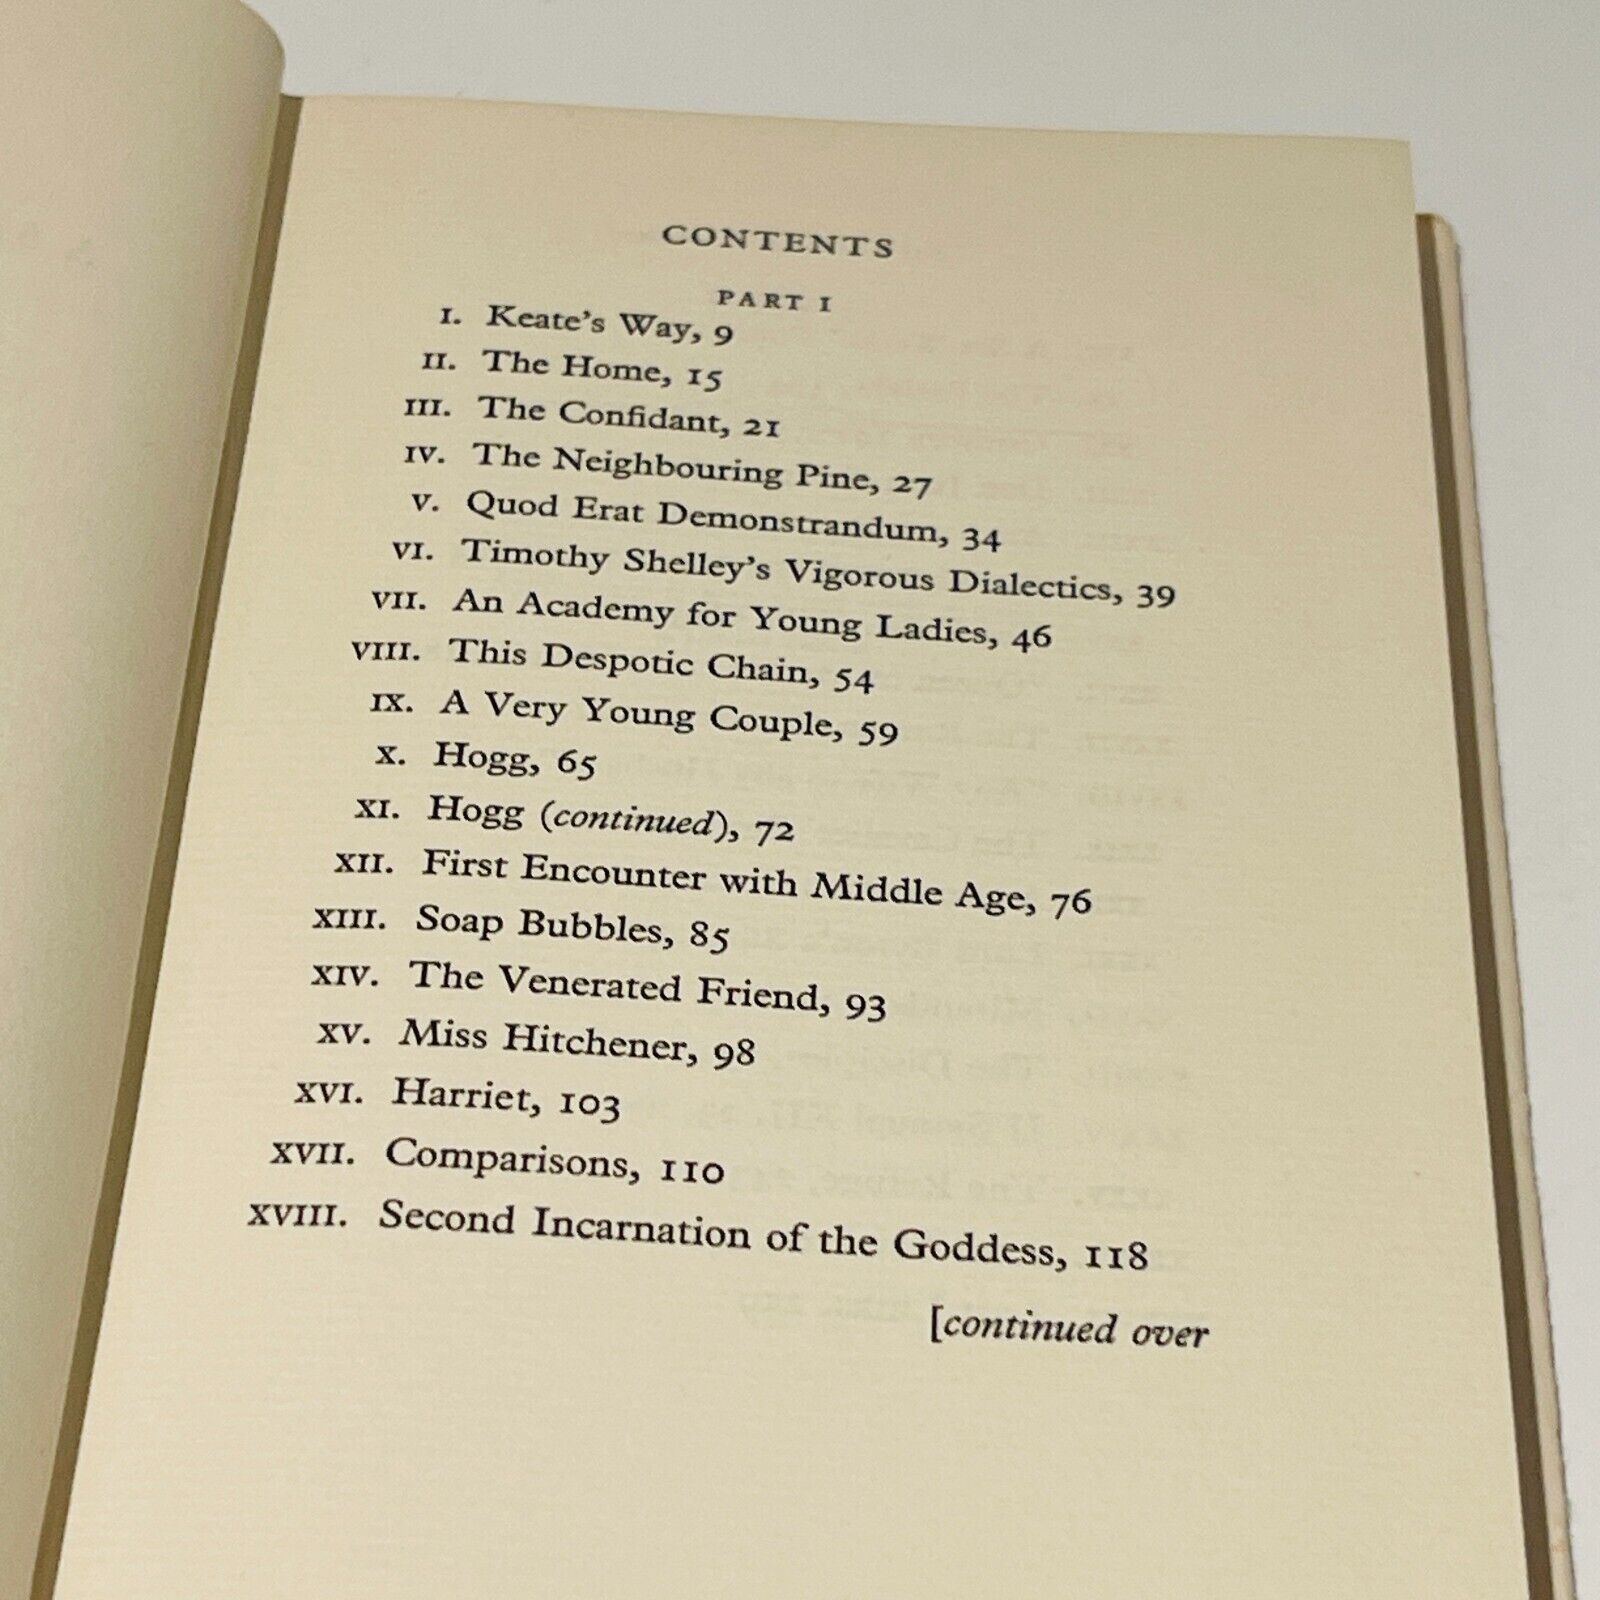 CONTENTS
PART I
I. Keate's Way, 9
II. The Home, 15
III. The Confidant, 21
IV. The Neighbouring Pine, 27
V. Quod Erat Demonstrandum, 34
VI. Timothy Shelley's Vigorous Dialectics, 39
VII. An Academy for Young Ladies, 46
VIII. This Despotic Chain, 54
IX. A Very Young Couple, 59
X. Hogg, 65
XI. Hogg (continued), 72
XII. First Encounter with Middle Age, 76
XIII. Soap Bubbles, 85
XIV. The Venerated Friend, 93
XV. Miss Hitchener, 98
XVI. Harriet, 103
XVII. Comparisons, 110
XVIII. Second Incarnation of the Goddess, 118
[continued over